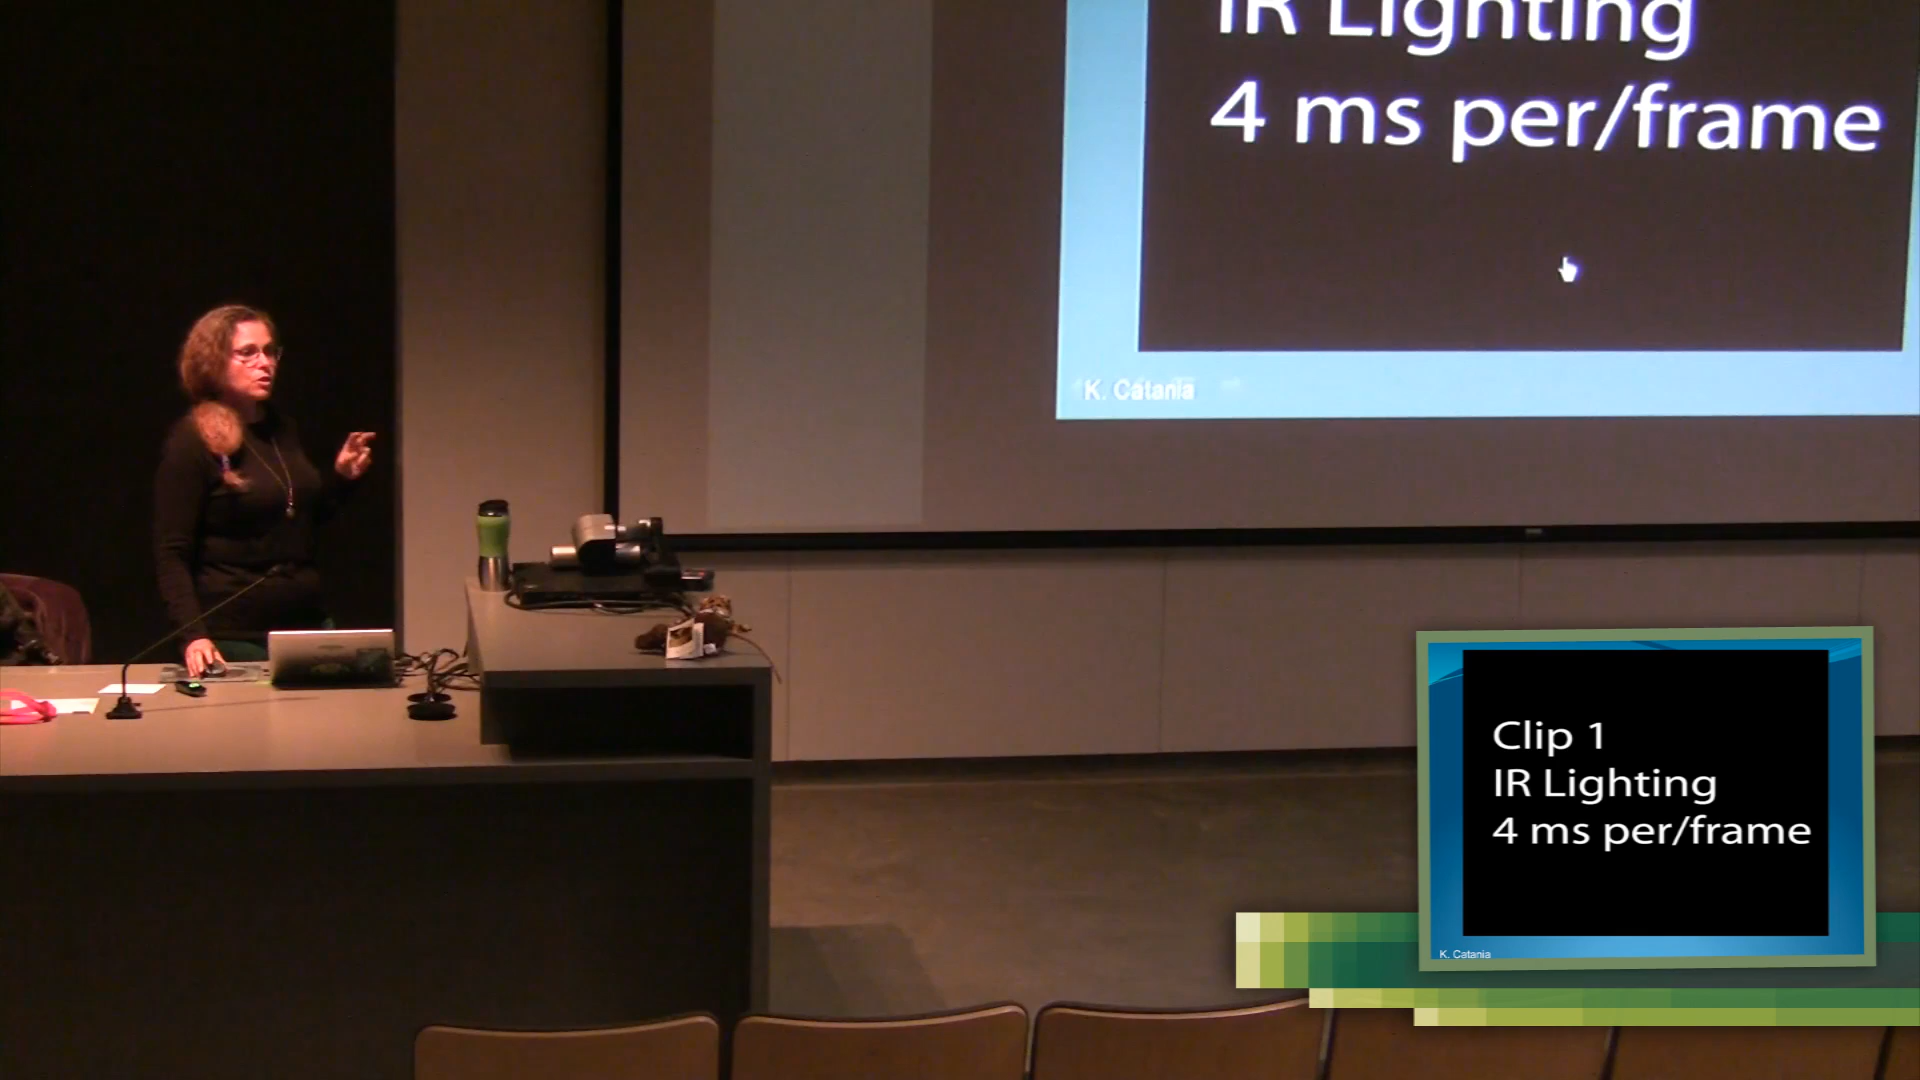 IR Lighting
4 ms per/frame
K. Catania
Clip 1
IR Lighting
4 ms per/frame
K. Catania